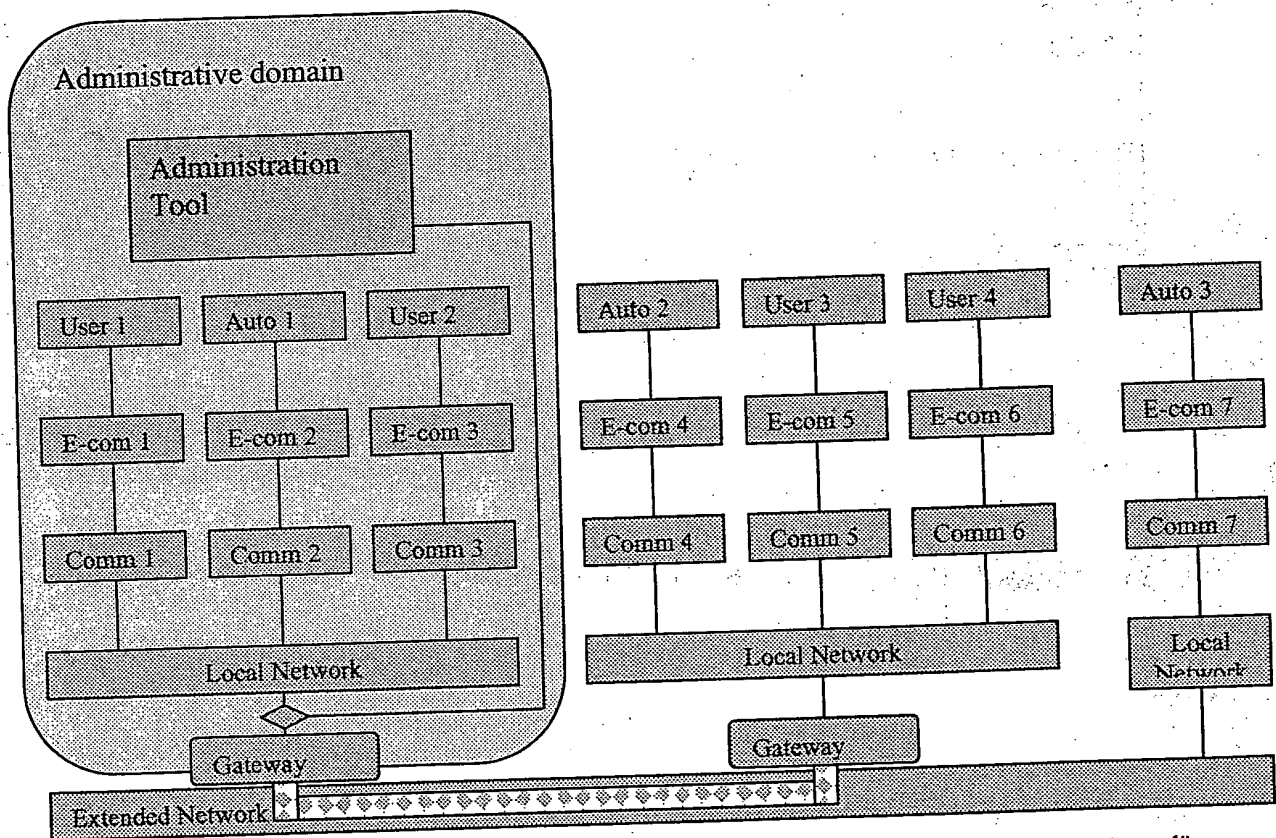 Administrative domain
Administration
Tool
User 1
Auto 1
User 2
Auto 2
User 3
User 4
Auto 3
E-com 1
E-com 2
E-com 3
E-com 4
E-com 5
E-com 6
E-com 7
Comm 1
Comm 2
Comm 3
Comm 4
Comm 5
Comm 6
Comm 7
Local Network
Local Network
Local
Network
Gateway
Gateway
Extended Network